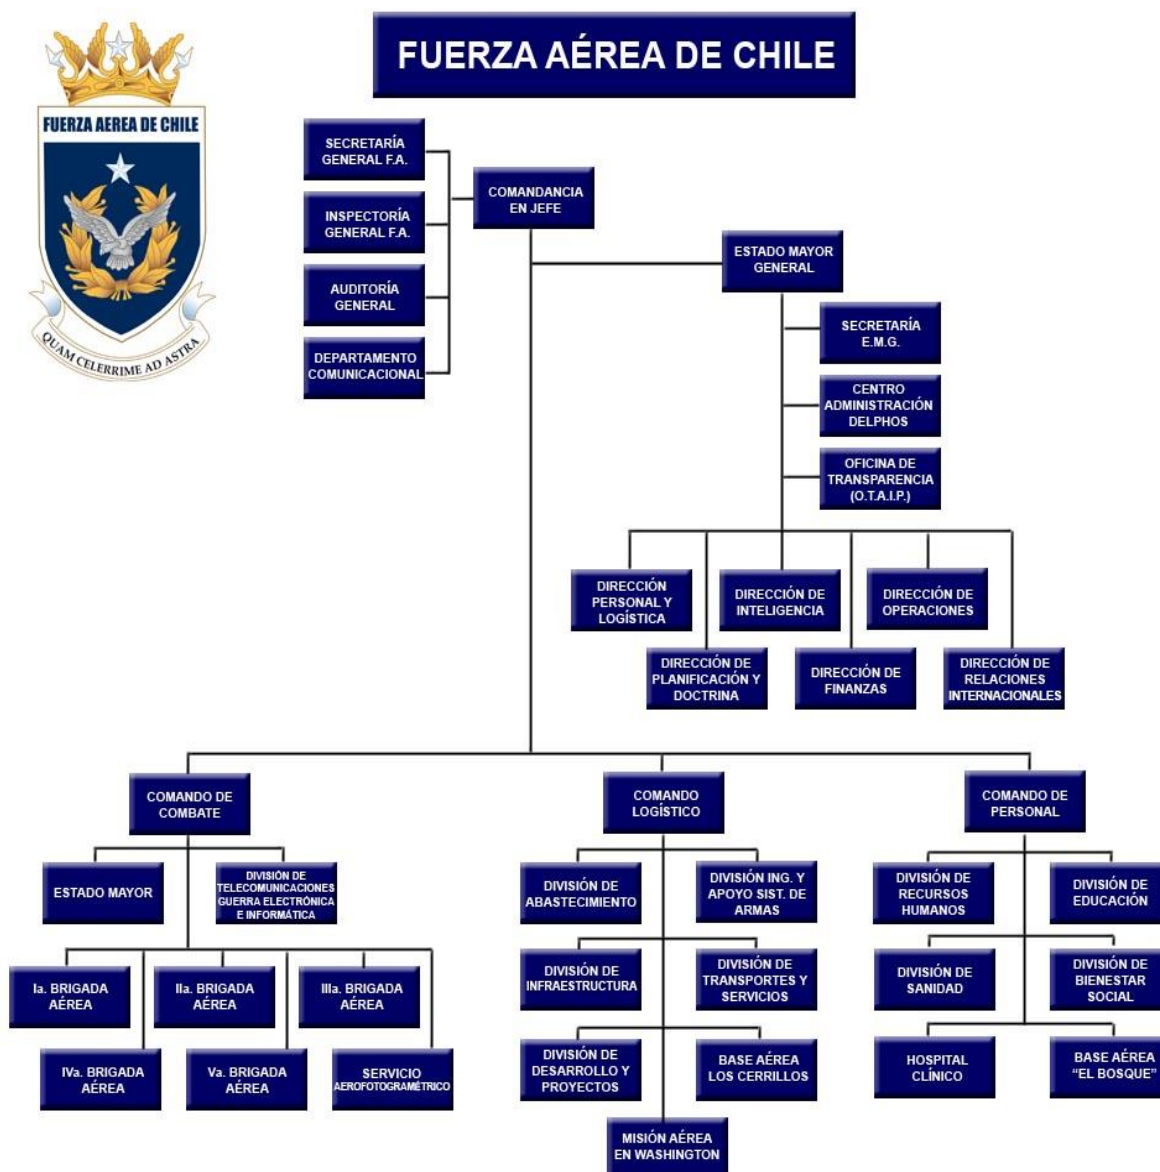 FUERZA AÉREA DE CHILE
FUERZA AEREA DE CHILE
QUAM CELERRIME AD ASTRA
SECRETARÍA
GENERAL F.A.
INSPECTORÍA
GENERAL F.A.
AUDITORÍA
GENERAL
DEPARTAMENTO
COMUNICACIONAL
COMANDANCIA
EN JEFE
ESTADO MAYOR
GENERAL
SECRETARÍA
E.M.G.
CENTRO
ADMINISTRACIÓN
DELPHOS
OFICINA DE
TRANSPARENCIA
(O.T.A.I.P.)
DIRECCIÓN
PERSONAL Y
LOGÍSTICA
DIRECCIÓN DE
INTELIGENCIA
DIRECCIÓN DE
OPERACIONES
DIRECCIÓN DE
PLANIFICACIÓN Y
DOCTRINA
DIRECCIÓN DE
FINANZAS
DIRECCIÓN DE
RELACIONES
INTERNACIONALES
COMANDO DE
COMBATE
COMANDO
LOGÍSTICO
COMANDO DE
PERSONAL
ESTADO MAYOR
DIVISIÓN DE
TELECOMUNICACIONES
GUERRA ELECTRÓNICA
E INFORMÁTICA
Ia. BRIGADA
AÉREA
IIa. BRIGADA
AÉREA
IIIa. BRIGADA
AÉREA
IVa. BRIGADA
AÉREA
Va. BRIGADA
AÉREA
SERVICIO
AEROFOTOGRAMÉTRICO
DIVISIÓN DE
ABASTECIMIENTO
DIVISIÓN ING. Y
APOYO SIST. DE
ARMAS
DIVISIÓN DE
INFRAESTRUCTURA
DIVISIÓN DE
TRANSPORTES Y
SERVICIOS
DIVISIÓN DE
DESARROLLO Y
PROYECTOS
BASE AÉREA
LOS CERRILLOS
MISIÓN AÉREA
EN WASHINGTON
DIVISIÓN DE
RECURSOS
HUMANOS
DIVISIÓN DE
EDUCACIÓN
DIVISIÓN DE
SANIDAD
DIVISIÓN DE
BIENESTAR
SOCIAL
HOSPITAL
CLÍNICO
BASE AÉREA
“EL BOSQUE”